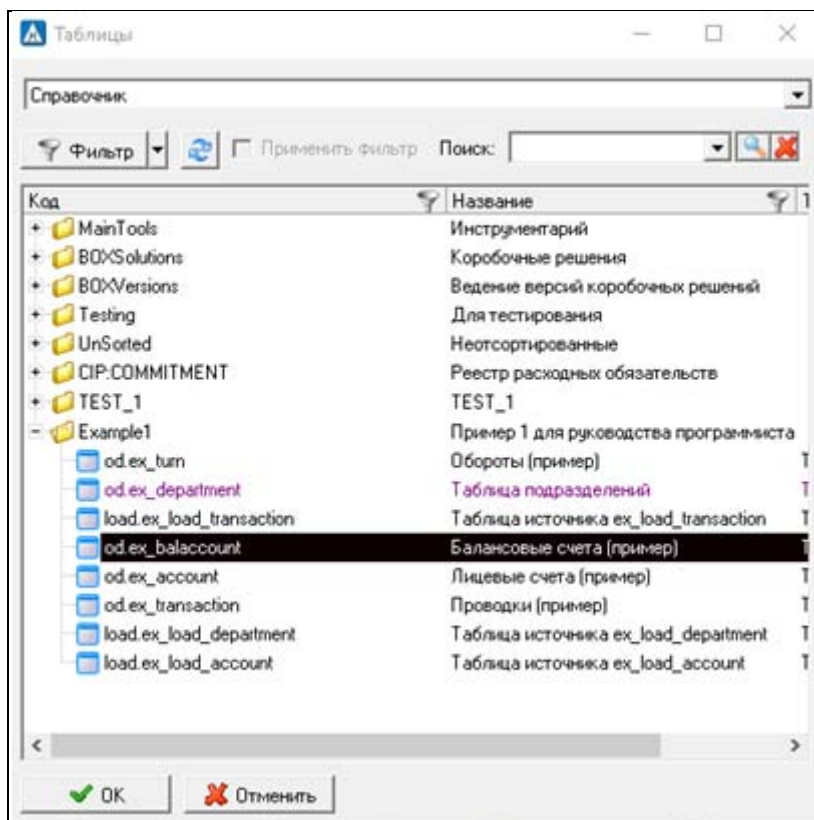 Таблицы
Справочник
Фильтр Применить фильтр Поиск:
Код Название
MainTools Инструментарий
BOXSolutions Коробочные решения
BOXVersions Ведение версий коробочных решений
Testing Для тестирования
UnSorted Неотсортированные
CIP:COMMITMENT Реестр расходных обязательств
TEST_1 TEST_1
Example1 Пример 1 для руководства программиста
od.ex_turn Обороты (пример)
od.ex_department Таблица подразделений
load.ex_load_transaction Таблица источника ex_load_transaction
od.ex_balaccount Балансовые счета (пример)
od.ex_account Лицевые счета (пример)
od.ex_transaction Проводки (пример)
load.ex_load_department Таблица источника ex_load_department
load.ex_load_account Таблица источника ex_load_account
OK Отменить